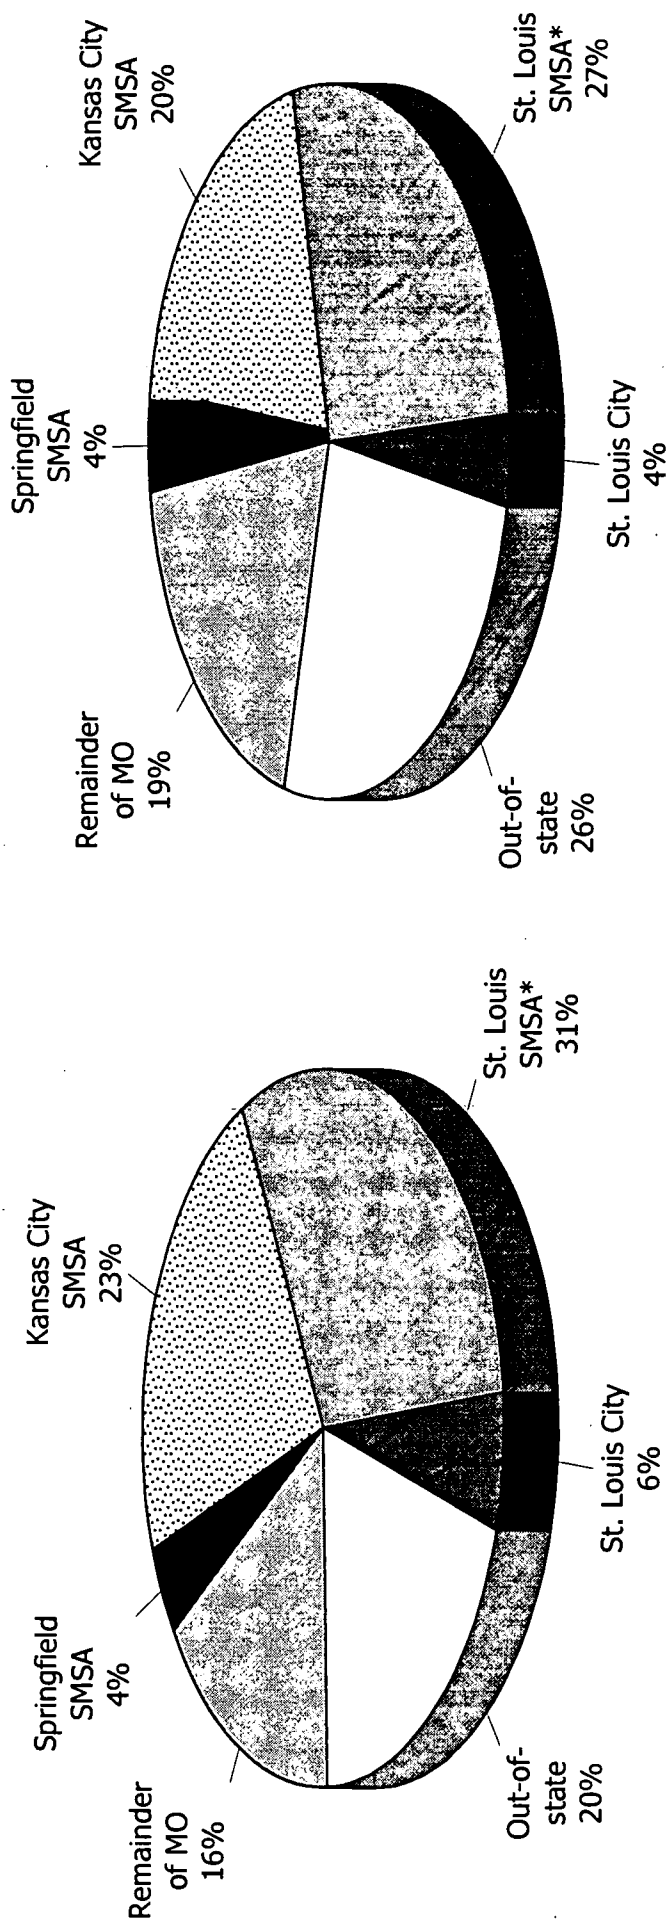 Springfield
SMSA
4%
Kansas City
SMSA
23%
Remainder
of MO
16%
St. Louis
SMSA*
31%
Out-of-
state
20%
St. Louis City
6%
Springfield
SMSA
4%
Kansas City
SMSA
20%
Remainder
of MO
19%
St. Louis
SMSA*
27%
Out-of-
state
26%
St. Louis City
4%